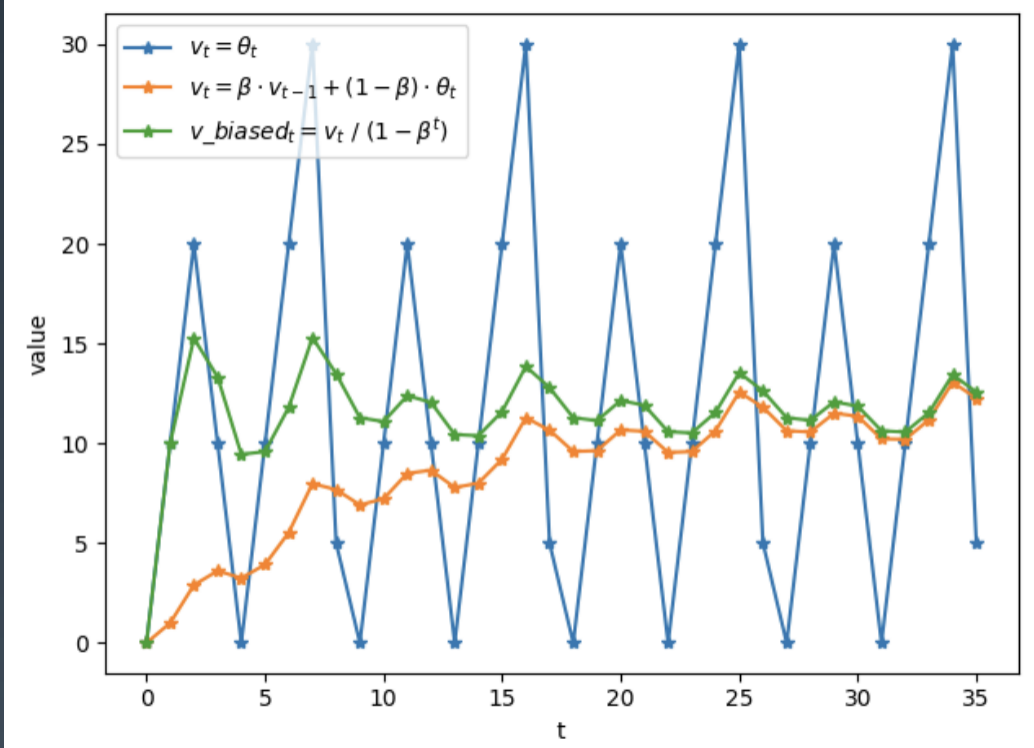 30
25
20
15
10
5
0
value
v_t = θ_t
v_t = β · v_{t−1} + (1 − β) · θ_t
v_biased_t = v_t / (1 − β^t)
0 5 10 15 20 25 30 35
t